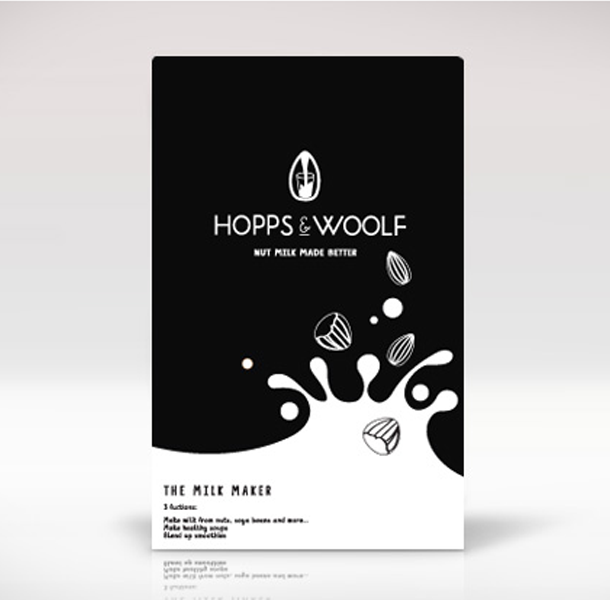 HOPPS & WOOLF
NUT MILK MADE BETTER
THE MILK MAKER
3 fuctions:
Make milk from nuts, soya beans and more...
Make healthy soups
Blend up smoothies